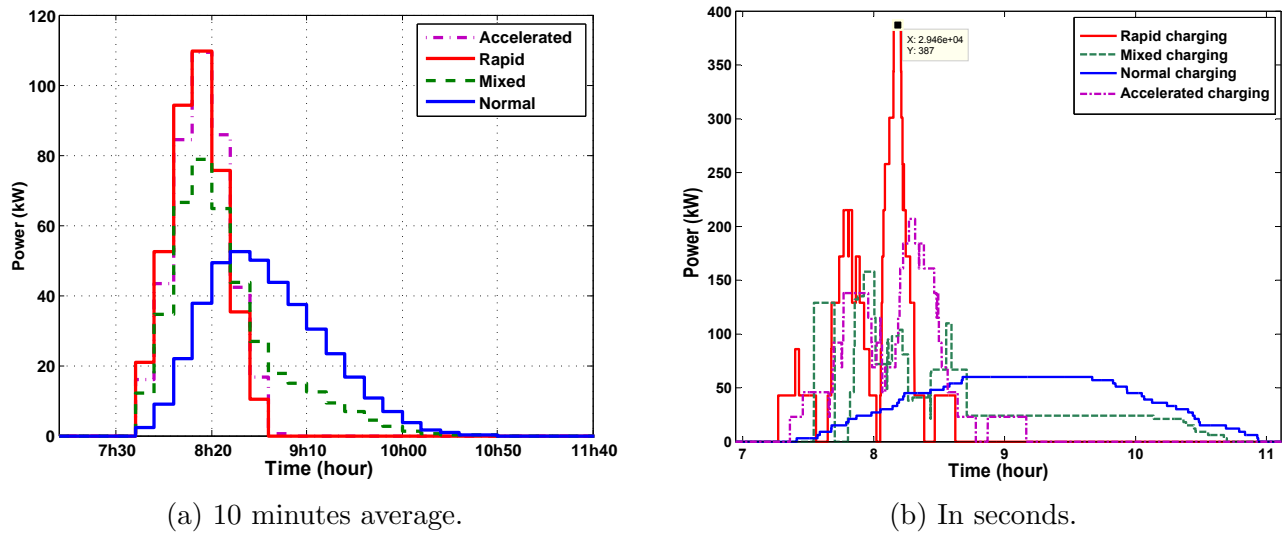 120
100
80
60
40
20
0
Power (kW)
7h30
8h20
9h10
10h00
10h50
11h40
Time (hour)
Accelerated
Rapid
Mixed
Normal
(a) 10 minutes average.
400
350
300
250
200
150
100
50
0
Power (kW)
7
8
9
10
11
Time (hour)
X: 2.946e+04
Y: 387
Rapid charging
Mixed charging
Normal charging
Accelerated charging
(b) In seconds.